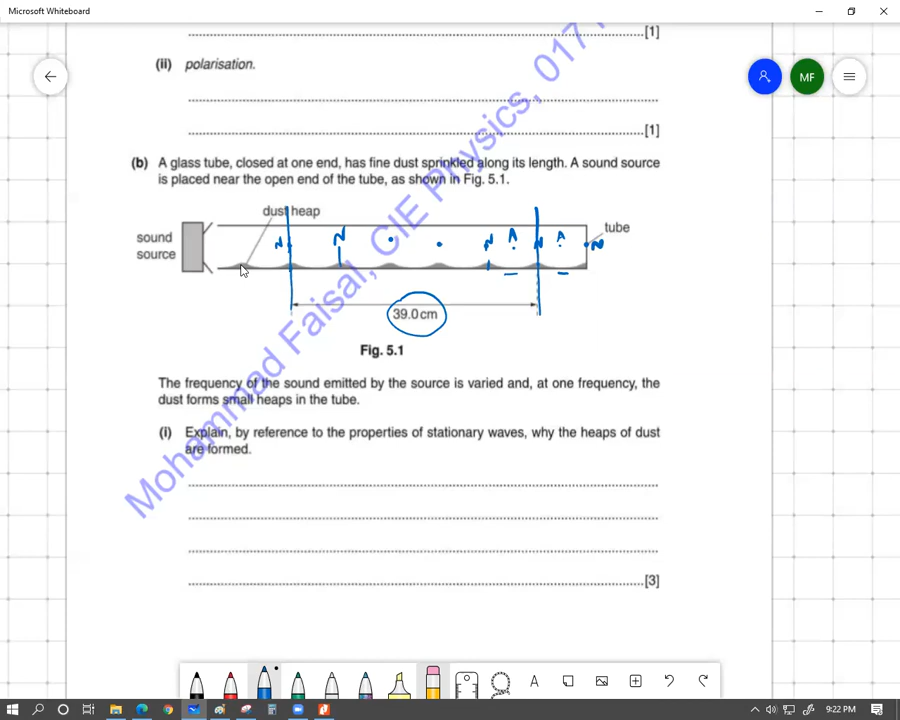 Microsoft Whiteboard
[1]
(ii) polarisation.
[1]
MF
(b) A glass tube, closed at one end, has fine dust sprinkled along its length. A sound source
is placed near the open end of the tube, as shown in Fig. 5.1.
dust heap
tube
sound
source
N N N A N A N
39.0 cm
Fig. 5.1
The frequency of the sound emitted by the source is varied and, at one frequency, the
dust forms small heaps in the tube.
(i) Explain, by reference to the properties of stationary waves, why the heaps of dust
are formed.
[3]
Mohammad Faisal, CIE Physics, 017
A
9:22 PM